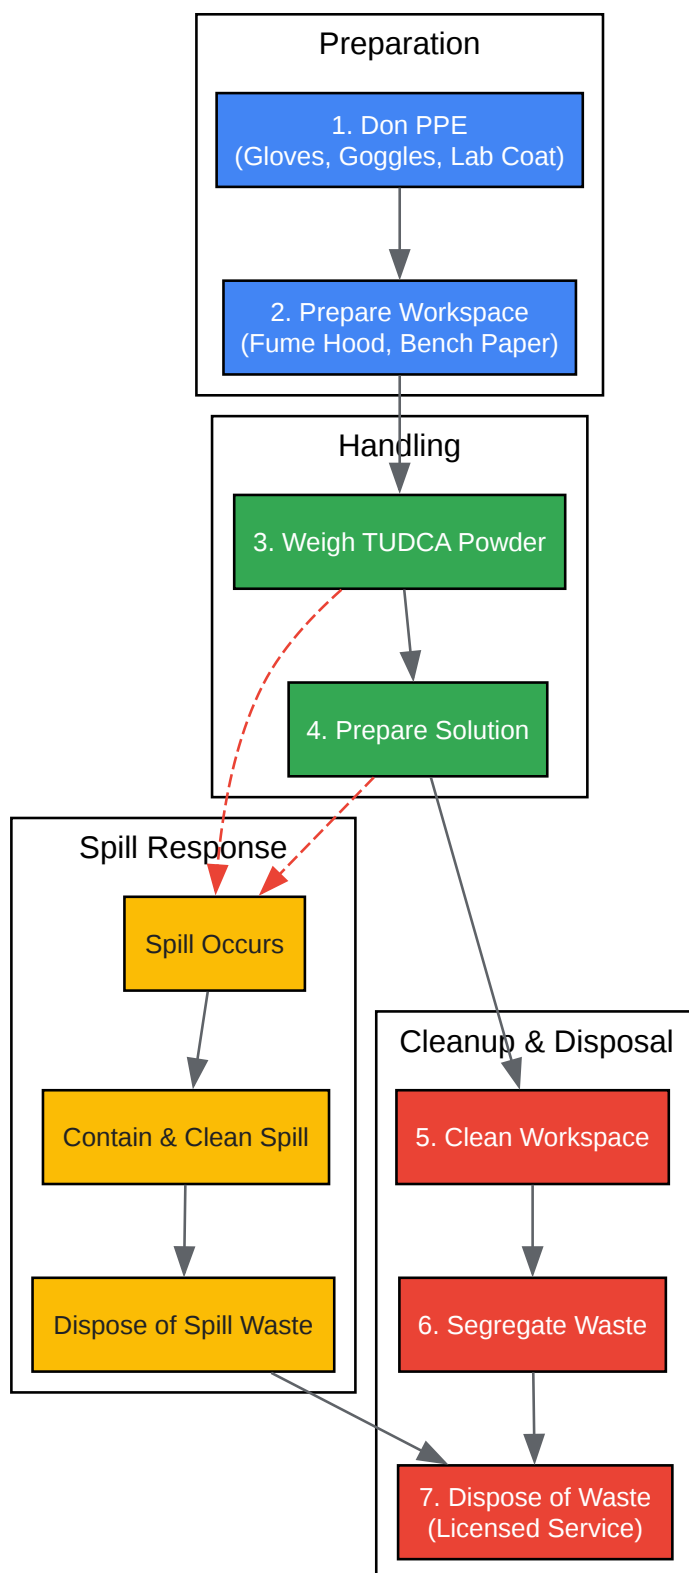 Preparation
1. Don PPE
(Gloves, Goggles, Lab Coat)
2. Prepare Workspace
(Fume Hood, Bench Paper)
Handling
3. Weigh TUDCA Powder
4. Prepare Solution
Spill Response
Spill Occurs
Contain & Clean Spill
Dispose of Spill Waste
Cleanup & Disposal
5. Clean Workspace
6. Segregate Waste
7. Dispose of Waste
(Licensed Service)